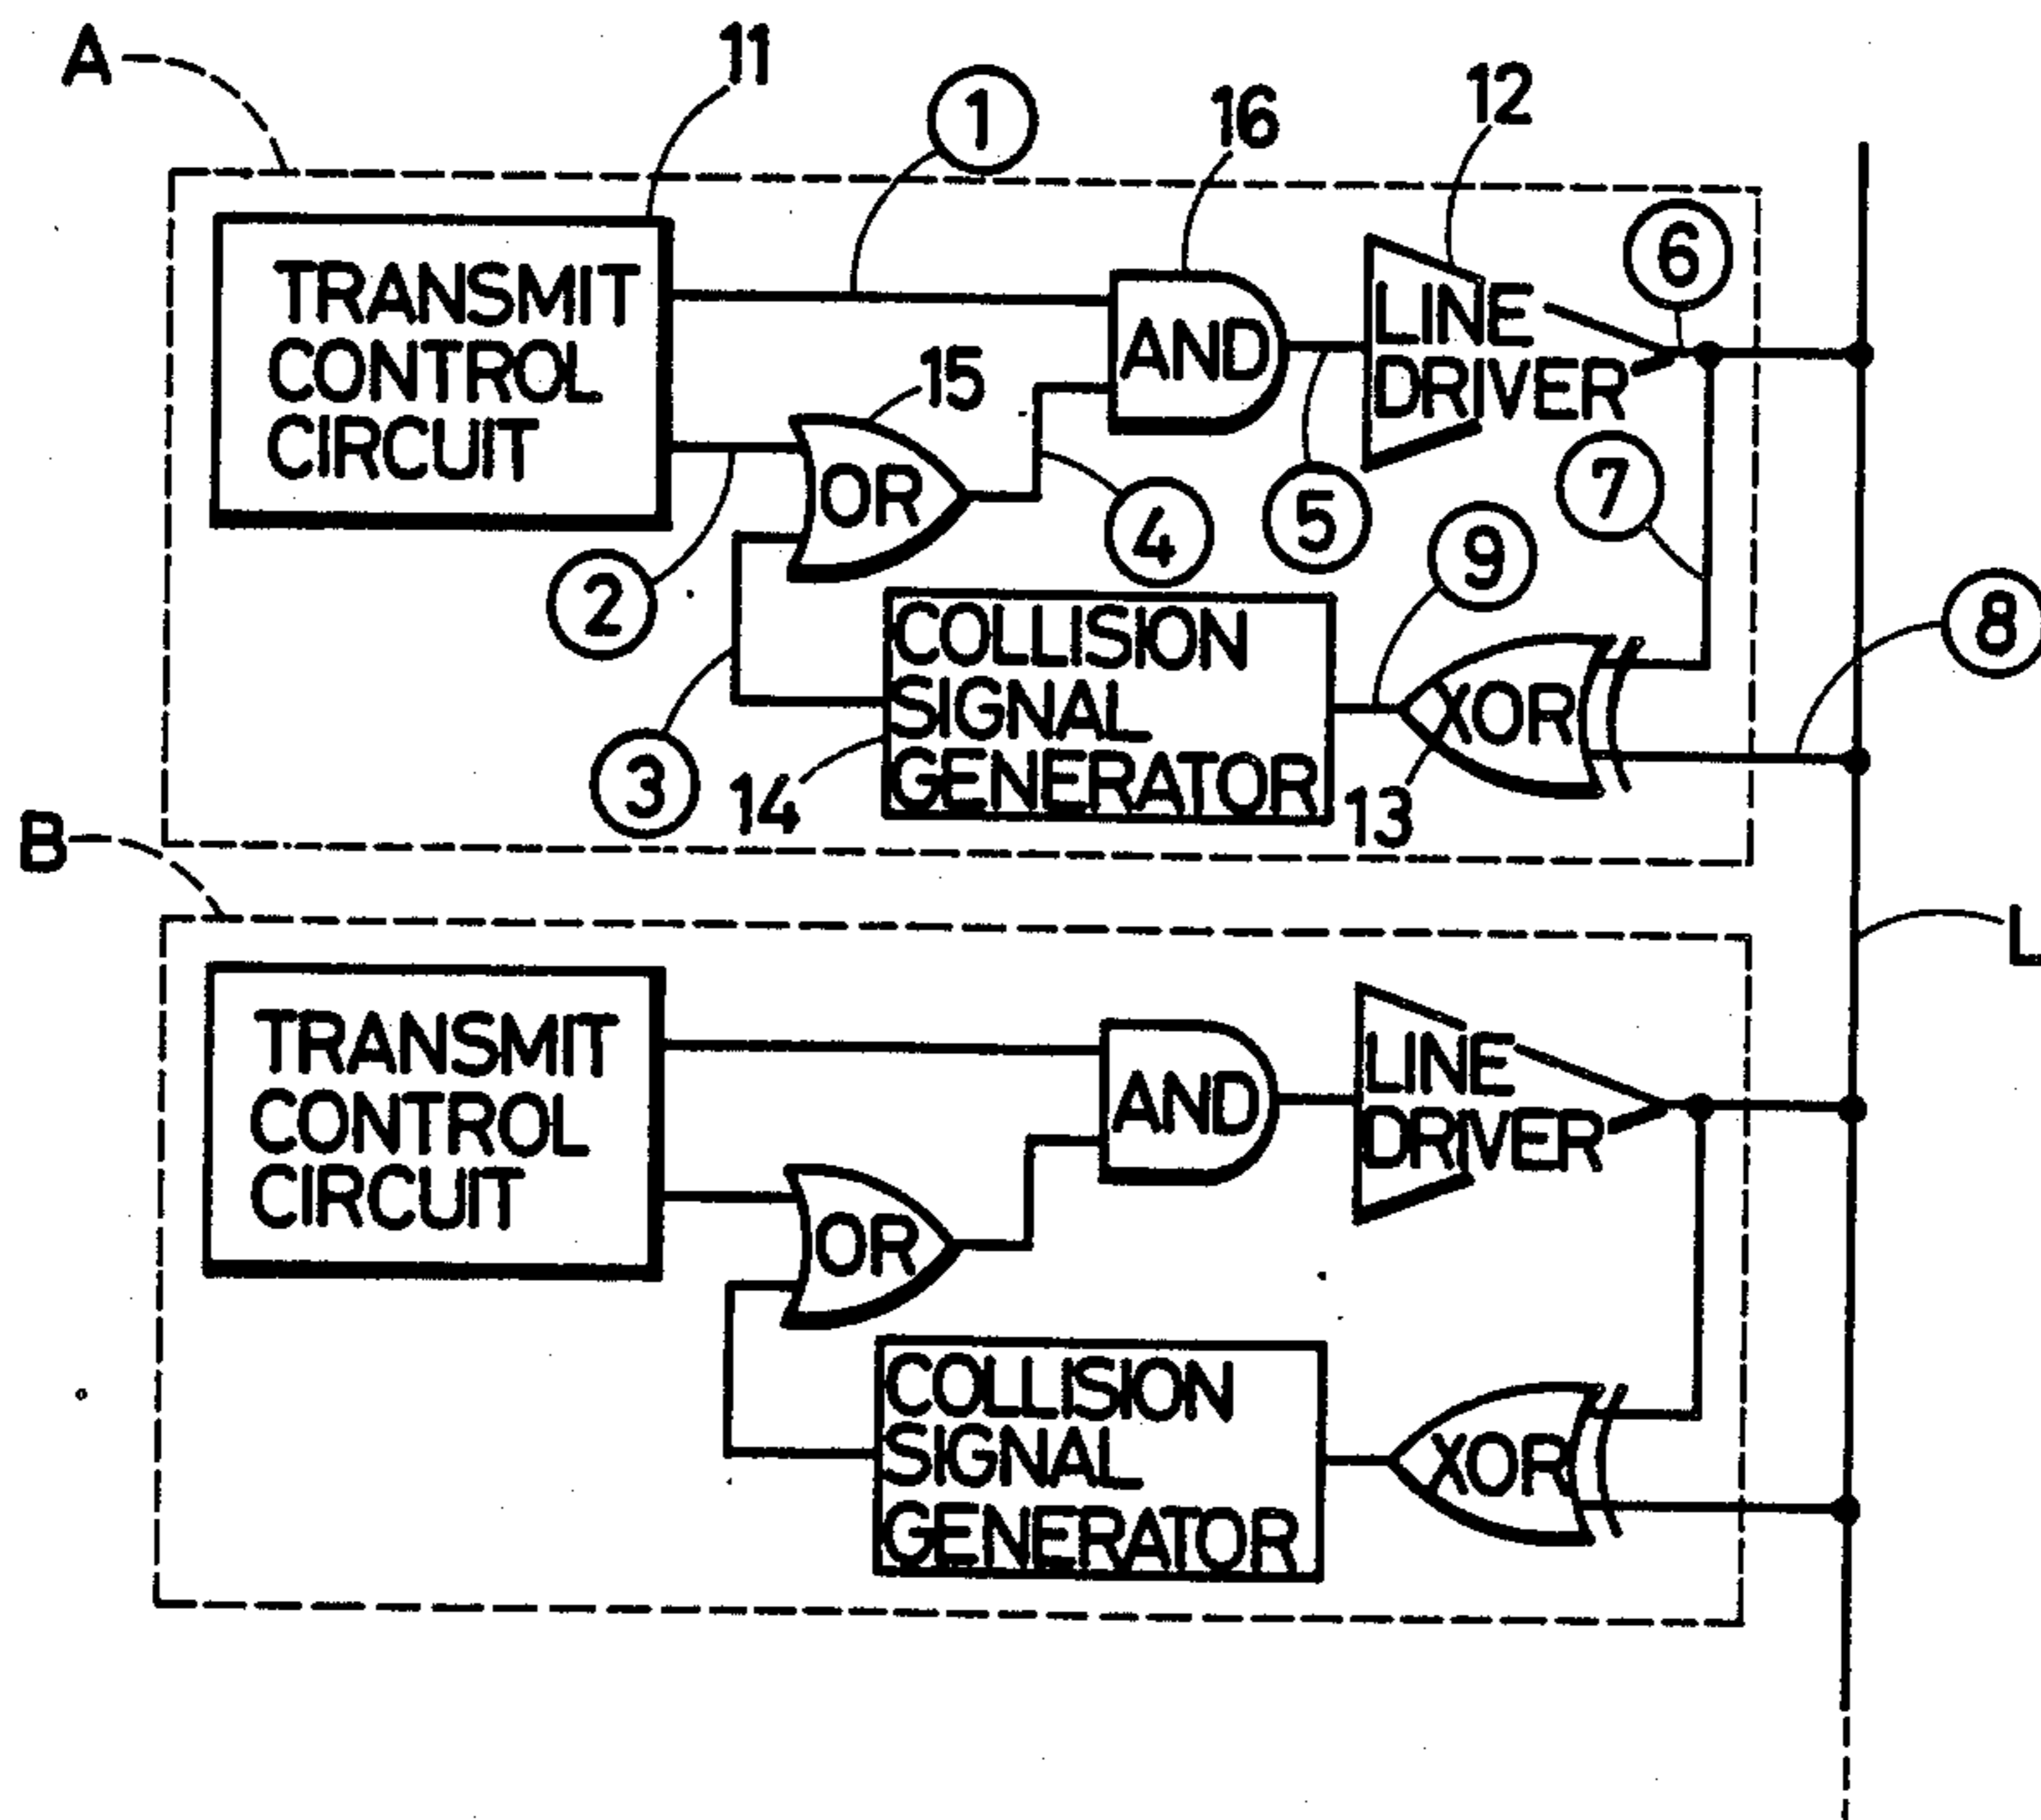 A
11
①
16
12
⑥
TRANSMIT
CONTROL
CIRCUIT
AND
LINE
DRIVER
15
OR
②
④
⑤
⑦
⑨
⑧
③
COLLISION
SIGNAL
GENERATOR
14
XOR
13
B
L
TRANSMIT
CONTROL
CIRCUIT
AND
LINE
DRIVER
OR
COLLISION
SIGNAL
GENERATOR
XOR